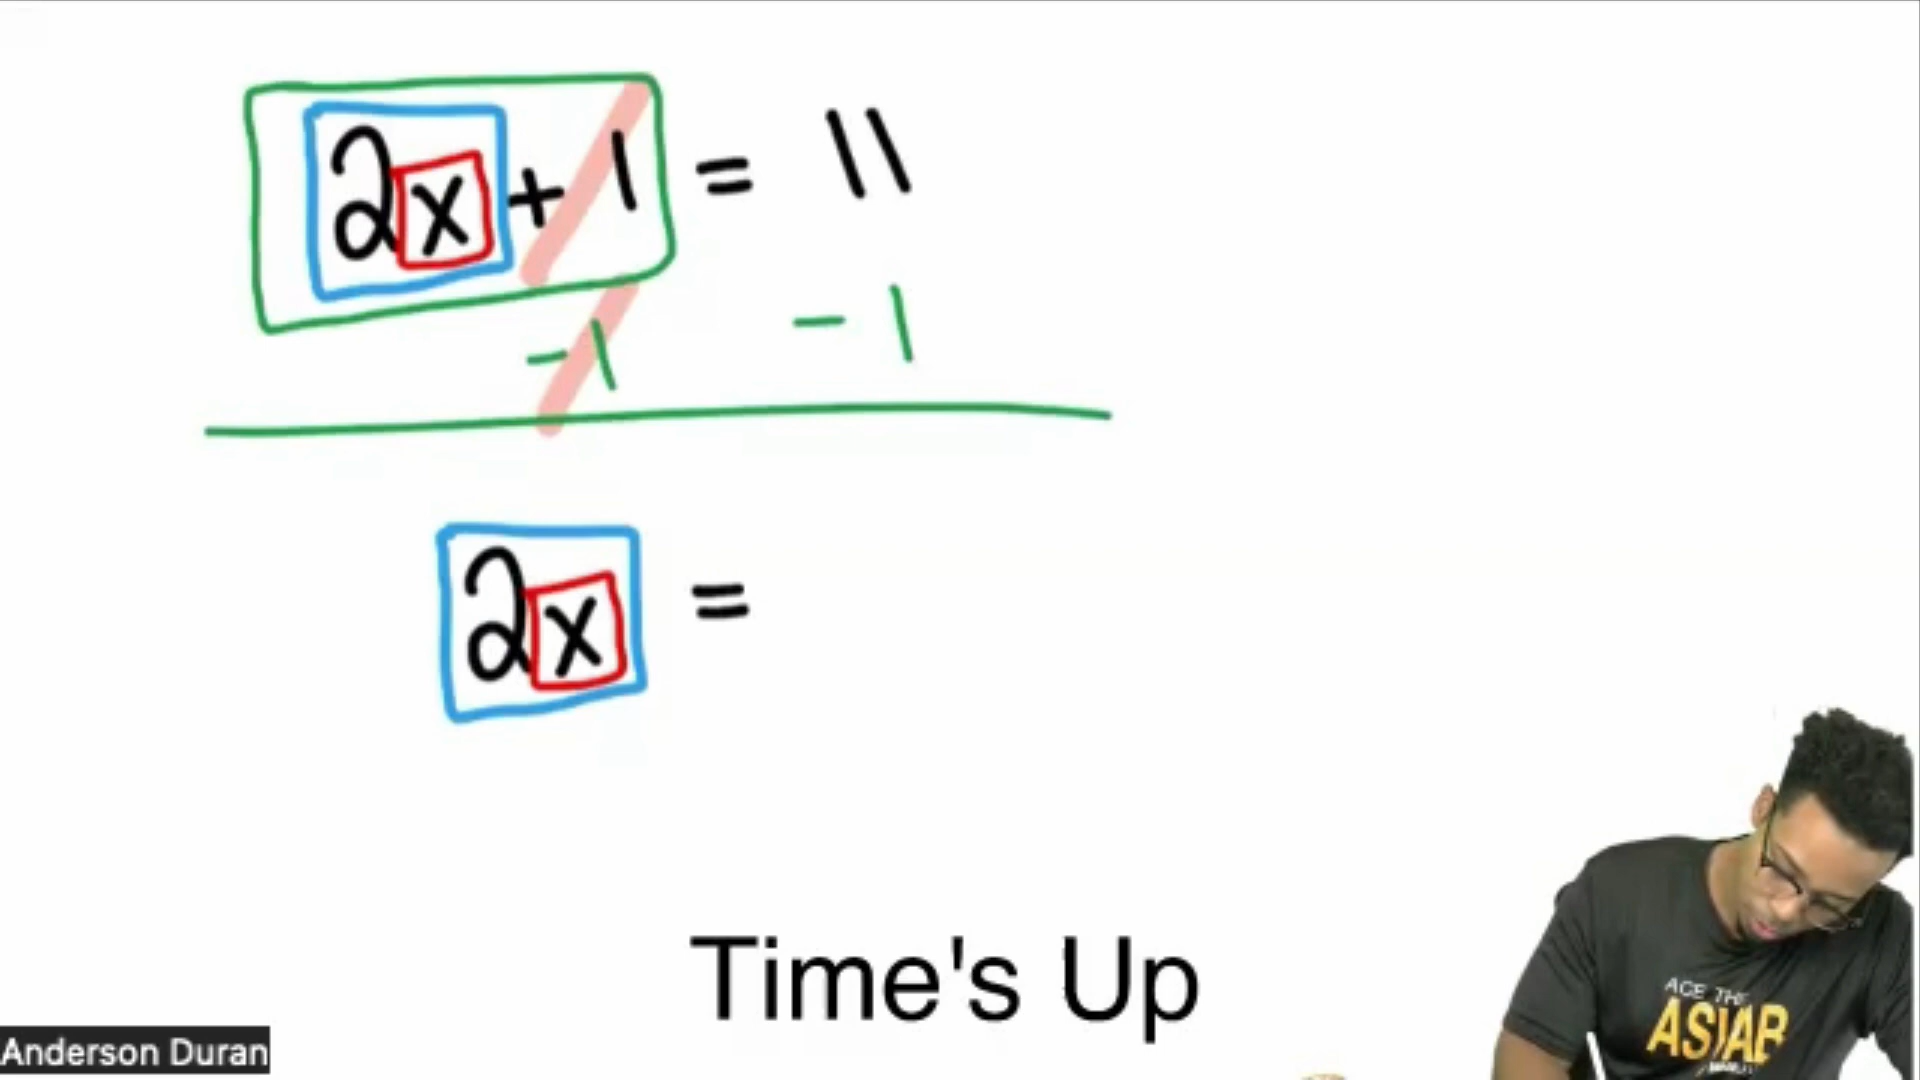 2x + 1 = 11
-1 -1
2x =
Time's Up
Anderson Duran
ACE THE
ASVAB